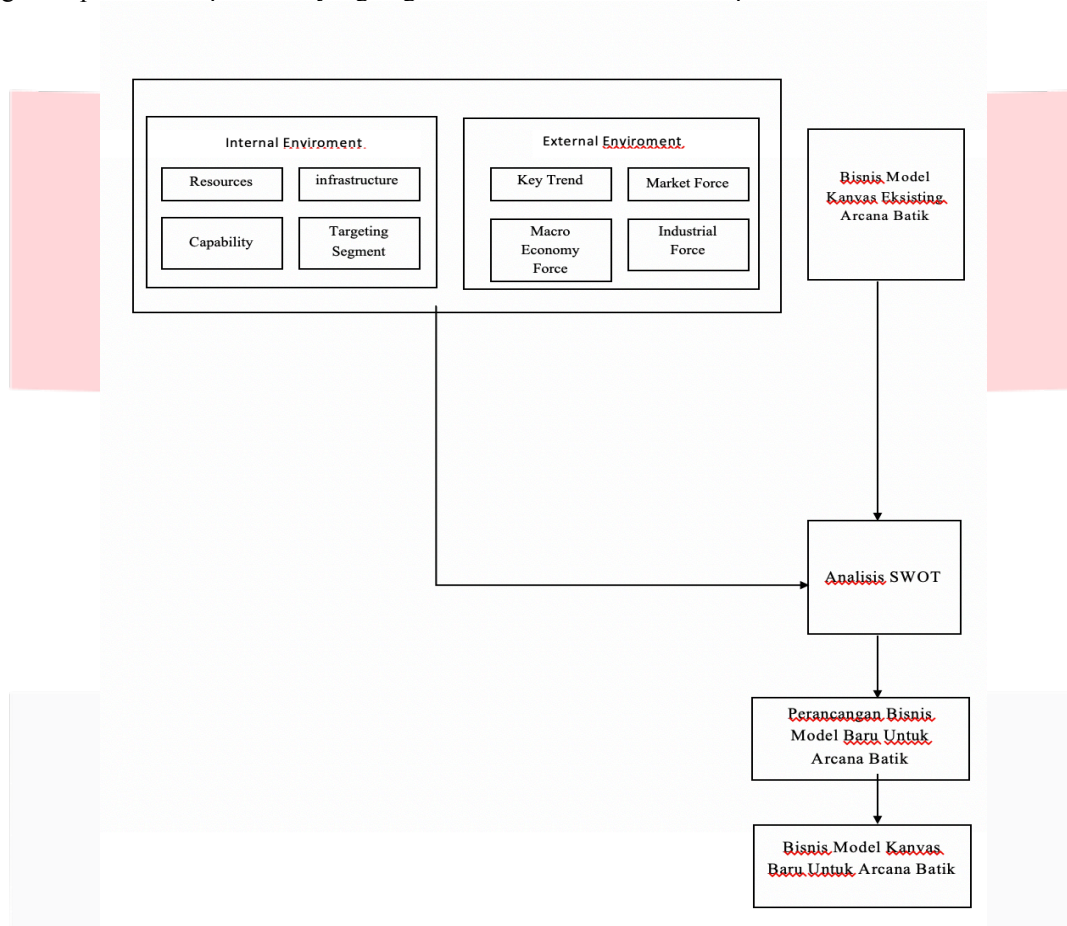 Internal Enviroment
Resources
infrastructure
Capability
Targeting
Segment
External Enviroment
Key Trend
Market Force
Macro
Economy
Force
Industrial
Force
Bisnis Model
Kanvas Eksisting
Arcana Batik
Analisis SWOT
Perancangan Bisnis
Model Baru Untuk
Arcana Batik
Bisnis Model Kanvas
Baru Untuk Arcana Batik